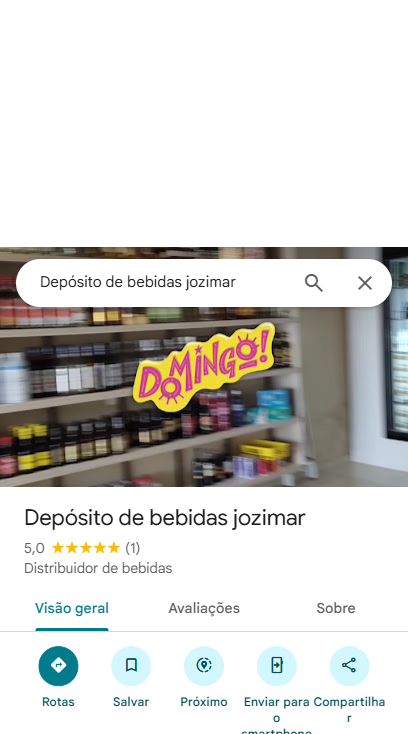 Depósito de bebidas jozimar
DOMINGO!
Depósito de bebidas jozimar
5,0 (1)
Distribuidor de bebidas
Visão geral Avaliações Sobre
Rotas Salvar Próximo Enviar para o smartphone Compartilhar